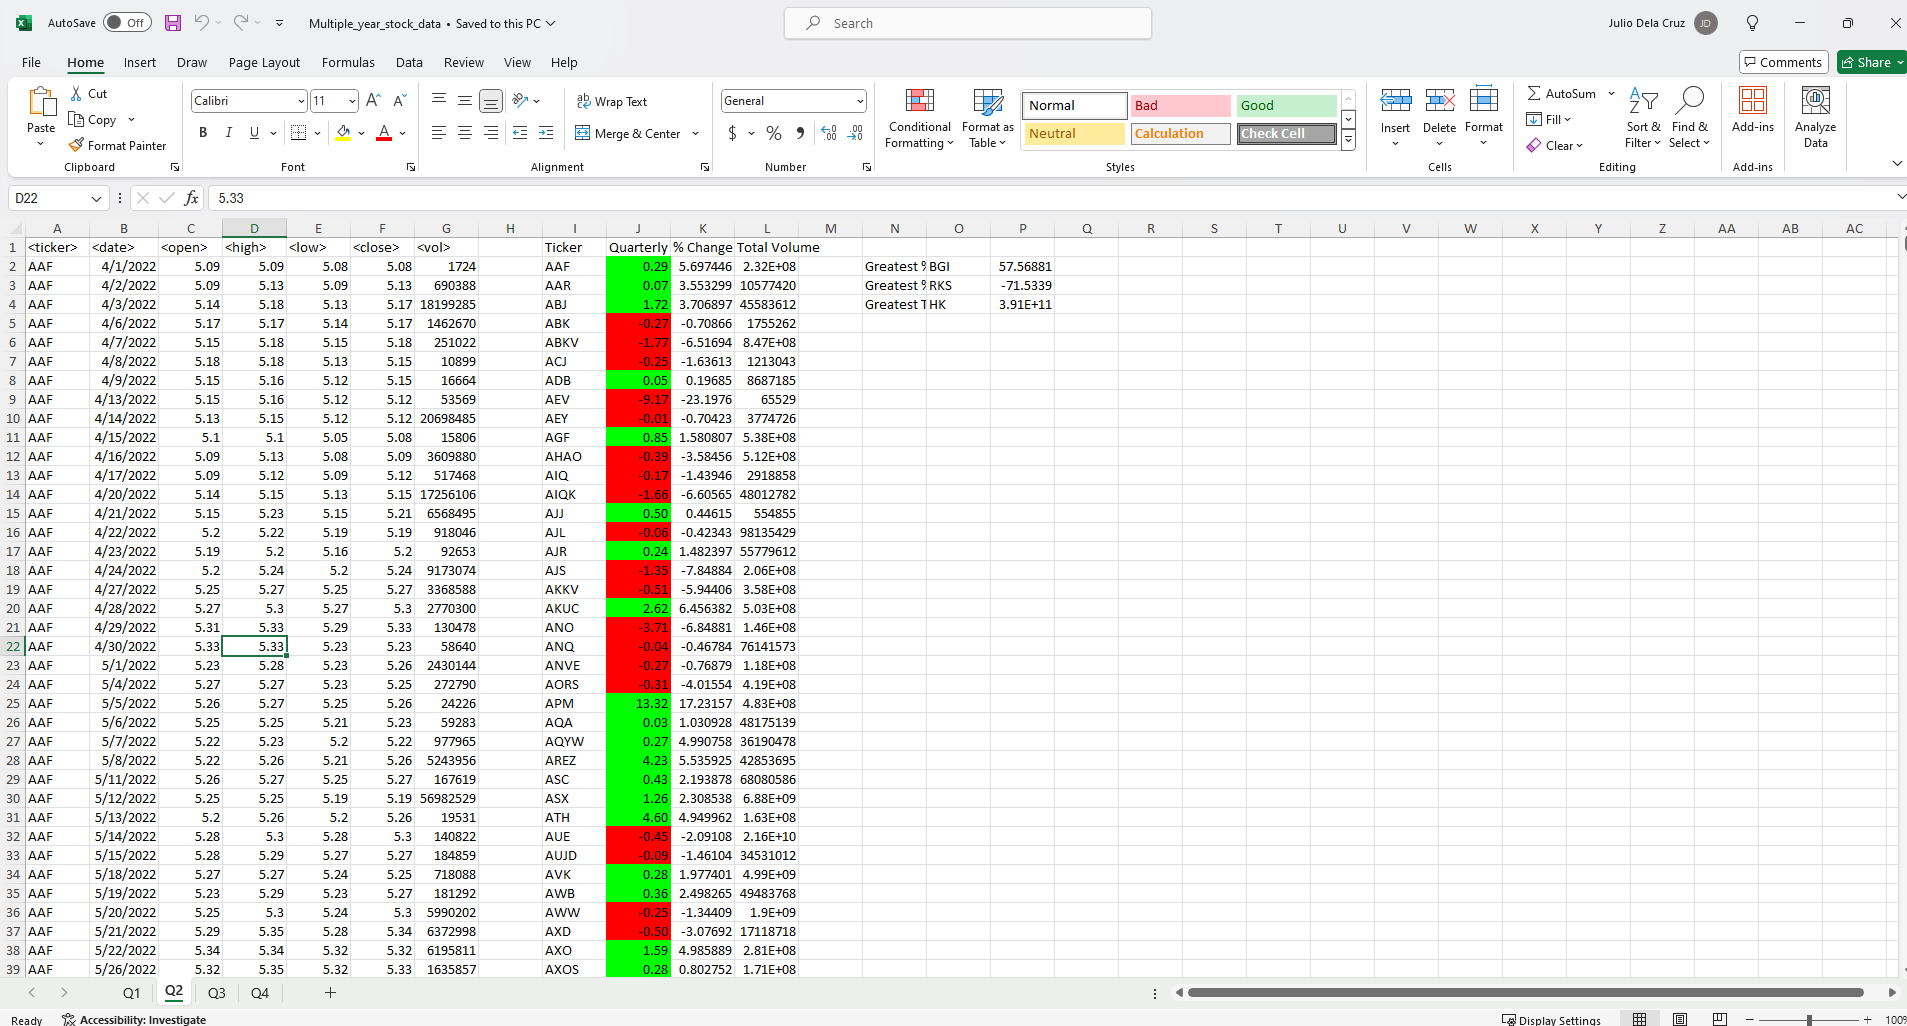 AutoSave Off Multiple_year_stock_data • Saved to this PC Search Julio Dela Cruz JD
File Home Insert Draw Page Layout Formulas Data Review View Help Comments Share
Paste Cut Copy Format Painter Clipboard
Calibri 11 B I U A Font
Wrap Text Merge & Center Alignment
General $ % Number
Conditional Formatting Format as Table Normal Bad Good Neutral Calculation Check Cell Styles
Insert Delete Format Cells
AutoSum Fill Clear Sort & Filter Find & Select Editing
Add-ins Add-ins Analyze Data
D22 fx 5.33
A B C D E F G H I J K L M N O P Q R S T U V W X Y Z AA AB AC
1 <ticker> <date> <open> <high> <low> <close> <vol> Ticker Quarterly % Change Total Volume
2 AAF 4/1/2022 5.09 5.09 5.08 5.08 1724 AAF 0.29 5.697446 2.32E+08 Greatest % BGI 57.56881
3 AAF 4/2/2022 5.09 5.13 5.09 5.13 690388 AAR 0.07 3.553299 10577420 Greatest % RKS -71.5339
4 AAF 4/3/2022 5.14 5.18 5.13 5.17 18199285 ABJ 1.72 3.706897 45583612 Greatest T HK 3.91E+11
5 AAF 4/6/2022 5.17 5.17 5.14 5.17 1462670 ABK -0.27 -0.70866 1755262
6 AAF 4/7/2022 5.15 5.18 5.15 5.18 251022 ABKV -1.77 -6.51694 8.47E+08
7 AAF 4/8/2022 5.18 5.18 5.13 5.15 10899 ACJ -0.25 -1.63613 1213043
8 AAF 4/9/2022 5.15 5.16 5.12 5.15 16664 ADB 0.05 0.19685 8687185
9 AAF 4/13/2022 5.15 5.16 5.12 5.12 53569 AEV -9.17 -23.1976 65529
10 AAF 4/14/2022 5.13 5.15 5.12 5.12 20698485 AEY -0.01 -0.70423 3774726
11 AAF 4/15/2022 5.1 5.1 5.05 5.08 15806 AGF 0.85 1.580807 5.38E+08
12 AAF 4/16/2022 5.09 5.13 5.08 5.09 3609880 AHAO -0.39 -3.58456 5.12E+08
13 AAF 4/17/2022 5.09 5.12 5.09 5.12 517468 AIQ -0.17 -1.43946 2918858
14 AAF 4/20/2022 5.14 5.15 5.13 5.15 17256106 AIQK -1.66 -6.60565 48012782
15 AAF 4/21/2022 5.15 5.23 5.15 5.21 6568495 AJJ 0.50 0.44615 554855
16 AAF 4/22/2022 5.2 5.22 5.19 5.19 918046 AJL -0.06 -0.42343 98135429
17 AAF 4/23/2022 5.19 5.2 5.16 5.2 92653 AJR 0.24 1.482397 55779612
18 AAF 4/24/2022 5.2 5.24 5.2 5.24 9173074 AJS -1.35 -7.84884 2.06E+08
19 AAF 4/27/2022 5.25 5.27 5.25 5.27 3368588 AKKV -0.51 -5.94406 3.58E+08
20 AAF 4/28/2022 5.27 5.3 5.27 5.3 2770300 AKUC 2.62 6.456382 5.03E+08
21 AAF 4/29/2022 5.31 5.33 5.29 5.33 130478 ANO -3.71 -6.84881 1.46E+08
22 AAF 4/30/2022 5.33 5.33 5.23 5.23 58640 ANQ -0.04 -0.46784 76141573
23 AAF 5/1/2022 5.23 5.28 5.23 5.26 2430144 ANVE -0.27 -0.76879 1.18E+08
24 AAF 5/4/2022 5.27 5.27 5.23 5.25 272790 AORS -0.31 -4.01554 4.19E+08
25 AAF 5/5/2022 5.26 5.27 5.25 5.26 24226 APM 13.32 17.23157 4.83E+08
26 AAF 5/6/2022 5.25 5.25 5.21 5.23 59283 AQA 0.03 1.030928 48175139
27 AAF 5/7/2022 5.22 5.23 5.2 5.22 977965 AQYW 0.27 4.990758 36190478
28 AAF 5/8/2022 5.22 5.26 5.21 5.26 5243956 AREZ 4.23 5.535925 42853695
29 AAF 5/11/2022 5.26 5.27 5.25 5.27 167619 ASC 0.43 2.193878 68080586
30 AAF 5/12/2022 5.25 5.25 5.19 5.19 56982529 ASX 1.26 2.308538 6.88E+09
31 AAF 5/13/2022 5.2 5.26 5.2 5.26 19531 ATH 4.60 4.949962 1.63E+08
32 AAF 5/14/2022 5.28 5.3 5.28 5.3 140822 AUE -0.45 -2.09108 2.16E+10
33 AAF 5/15/2022 5.28 5.29 5.27 5.27 184859 AUJD -0.09 -1.46104 34531012
34 AAF 5/18/2022 5.27 5.27 5.24 5.25 718088 AVK 0.28 1.977401 4.99E+09
35 AAF 5/19/2022 5.23 5.29 5.23 5.27 181292 AWB 0.36 2.498265 49483768
36 AAF 5/20/2022 5.25 5.3 5.24 5.3 5990202 AWW -0.25 -1.34409 1.9E+09
37 AAF 5/21/2022 5.29 5.35 5.28 5.34 6372998 AXD -0.50 -3.07692 17118718
38 AAF 5/22/2022 5.34 5.34 5.32 5.32 6195811 AXO 1.59 4.985889 2.81E+08
39 AAF 5/26/2022 5.32 5.35 5.32 5.33 1635857 AXOS 0.28 0.802752 1.71E+08
Q1 Q2 Q3 Q4
Ready Accessibility: Investigate Display Settings 100%